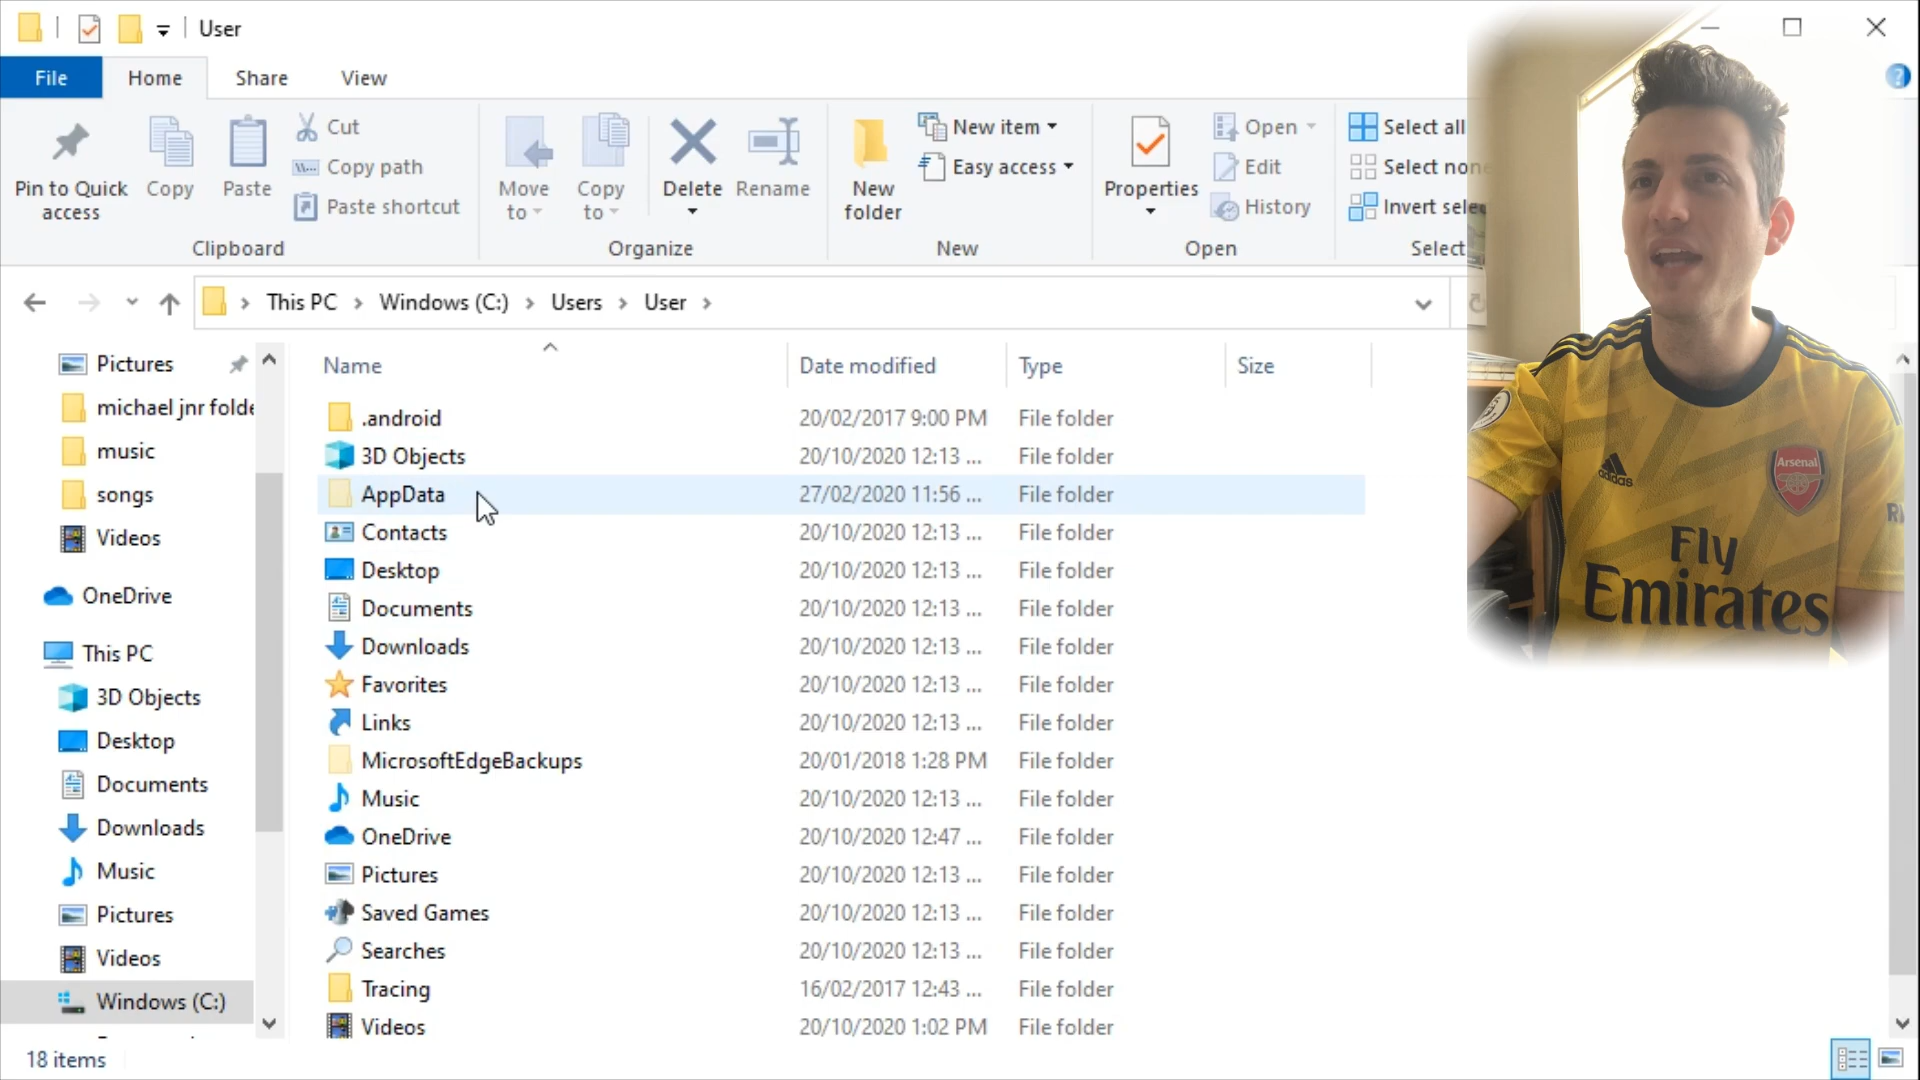 User
File Home Share View
Pin to Quick access
Copy
Paste
Cut
Copy path
Paste shortcut
Clipboard
Move to
Copy to
Delete
Rename
Organize
New folder
New item
Easy access
New
Properties
Open
Edit
History
Open
Select all
Select none
Invert selec
Select
This PC Windows (C:) Users User
Pictures
michael jnr folde
music
songs
Videos
OneDrive
This PC
3D Objects
Desktop
Documents
Downloads
Music
Pictures
Videos
Windows (C:)
Name Date modified Type Size
.android 20/02/2017 9:00 PM File folder
3D Objects 20/10/2020 12:13 ... File folder
AppData 27/02/2020 11:56 ... File folder
Contacts 20/10/2020 12:13 ... File folder
Desktop 20/10/2020 12:13 ... File folder
Documents 20/10/2020 12:13 ... File folder
Downloads 20/10/2020 12:13 ... File folder
Favorites 20/10/2020 12:13 ... File folder
Links 20/10/2020 12:13 ... File folder
MicrosoftEdgeBackups 20/01/2018 1:28 PM File folder
Music 20/10/2020 12:13 ... File folder
OneDrive 20/10/2020 12:47 ... File folder
Pictures 20/10/2020 12:13 ... File folder
Saved Games 20/10/2020 12:13 ... File folder
Searches 20/10/2020 12:13 ... File folder
Tracing 16/02/2017 12:43 ... File folder
Videos 20/10/2020 1:02 PM File folder
18 items
adidas
Arsenal
Fly
Emirates